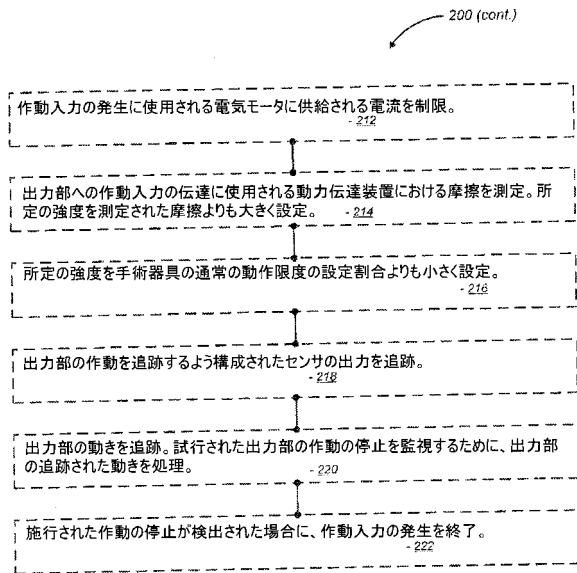 200 (cont.)
作動入力の発生に使用される電気モータに供給される電流を制限。
- 212
出力部への作動入力の伝達に使用される動力伝達装置における摩擦を測定。所
定の強度を測定された摩擦よりも大きく設定。 - 214
所定の強度を手術器具の通常の動作限度の設定割合よりも小さく設定。
- 216
出力部の作動を追跡するよう構成されたセンサの出力を追跡。
- 218
出力部の動きを追跡。試行された出力部の作動の停止を監視するために、出力部
の追跡された動きを処理。 - 220
施行された作動の停止が検出された場合に、作動入力の発生を終了。
- 222